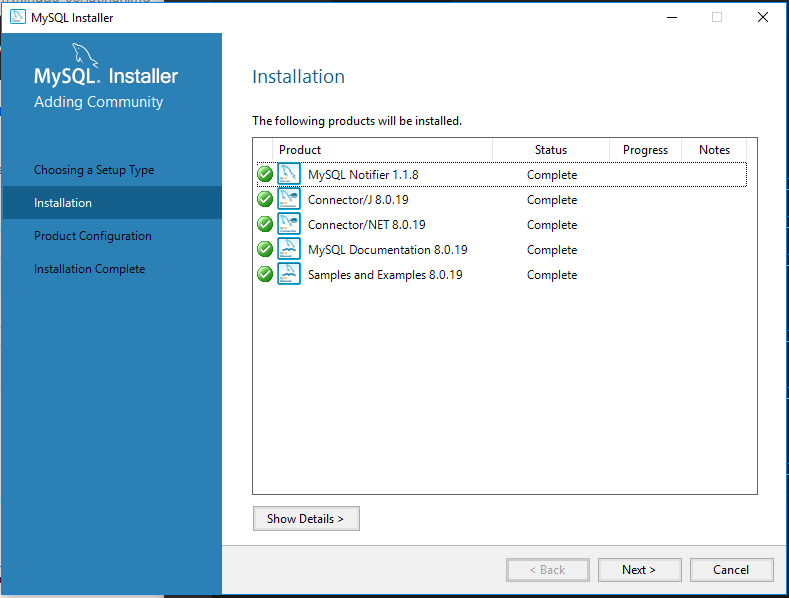 MySQL Installer
MySQL. Installer
Adding Community
Choosing a Setup Type
Installation
Product Configuration
Installation Complete
Installation
The following products will be installed.
Product Status Progress Notes
MySQL Notifier 1.1.8 Complete
Connector/J 8.0.19 Complete
Connector/NET 8.0.19 Complete
MySQL Documentation 8.0.19 Complete
Samples and Examples 8.0.19 Complete
Show Details >
< Back Next > Cancel